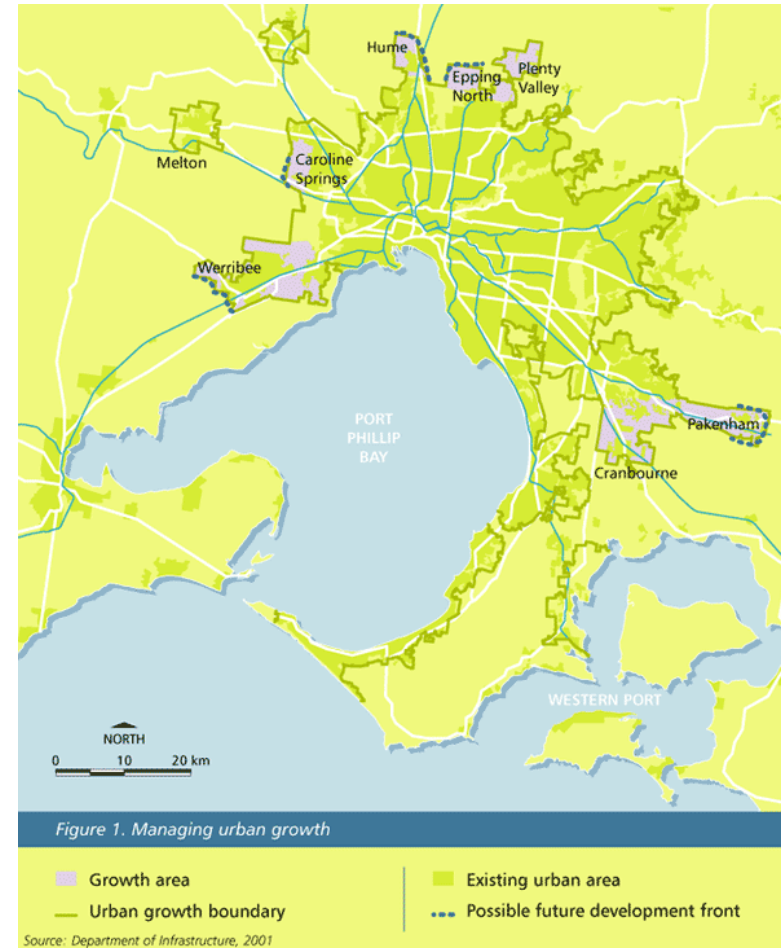 Hume
Epping
North
Plenty
Valley
Melton
Caroline
Springs
Werribee
PORT
PHILLIP
BAY
Pakenham
Cranbourne
WESTERN PORT
NORTH
0 10 20 km
Figure 1. Managing urban growth
Growth area
Existing urban area
Urban growth boundary
Possible future development front
Source: Department of Infrastructure, 2001